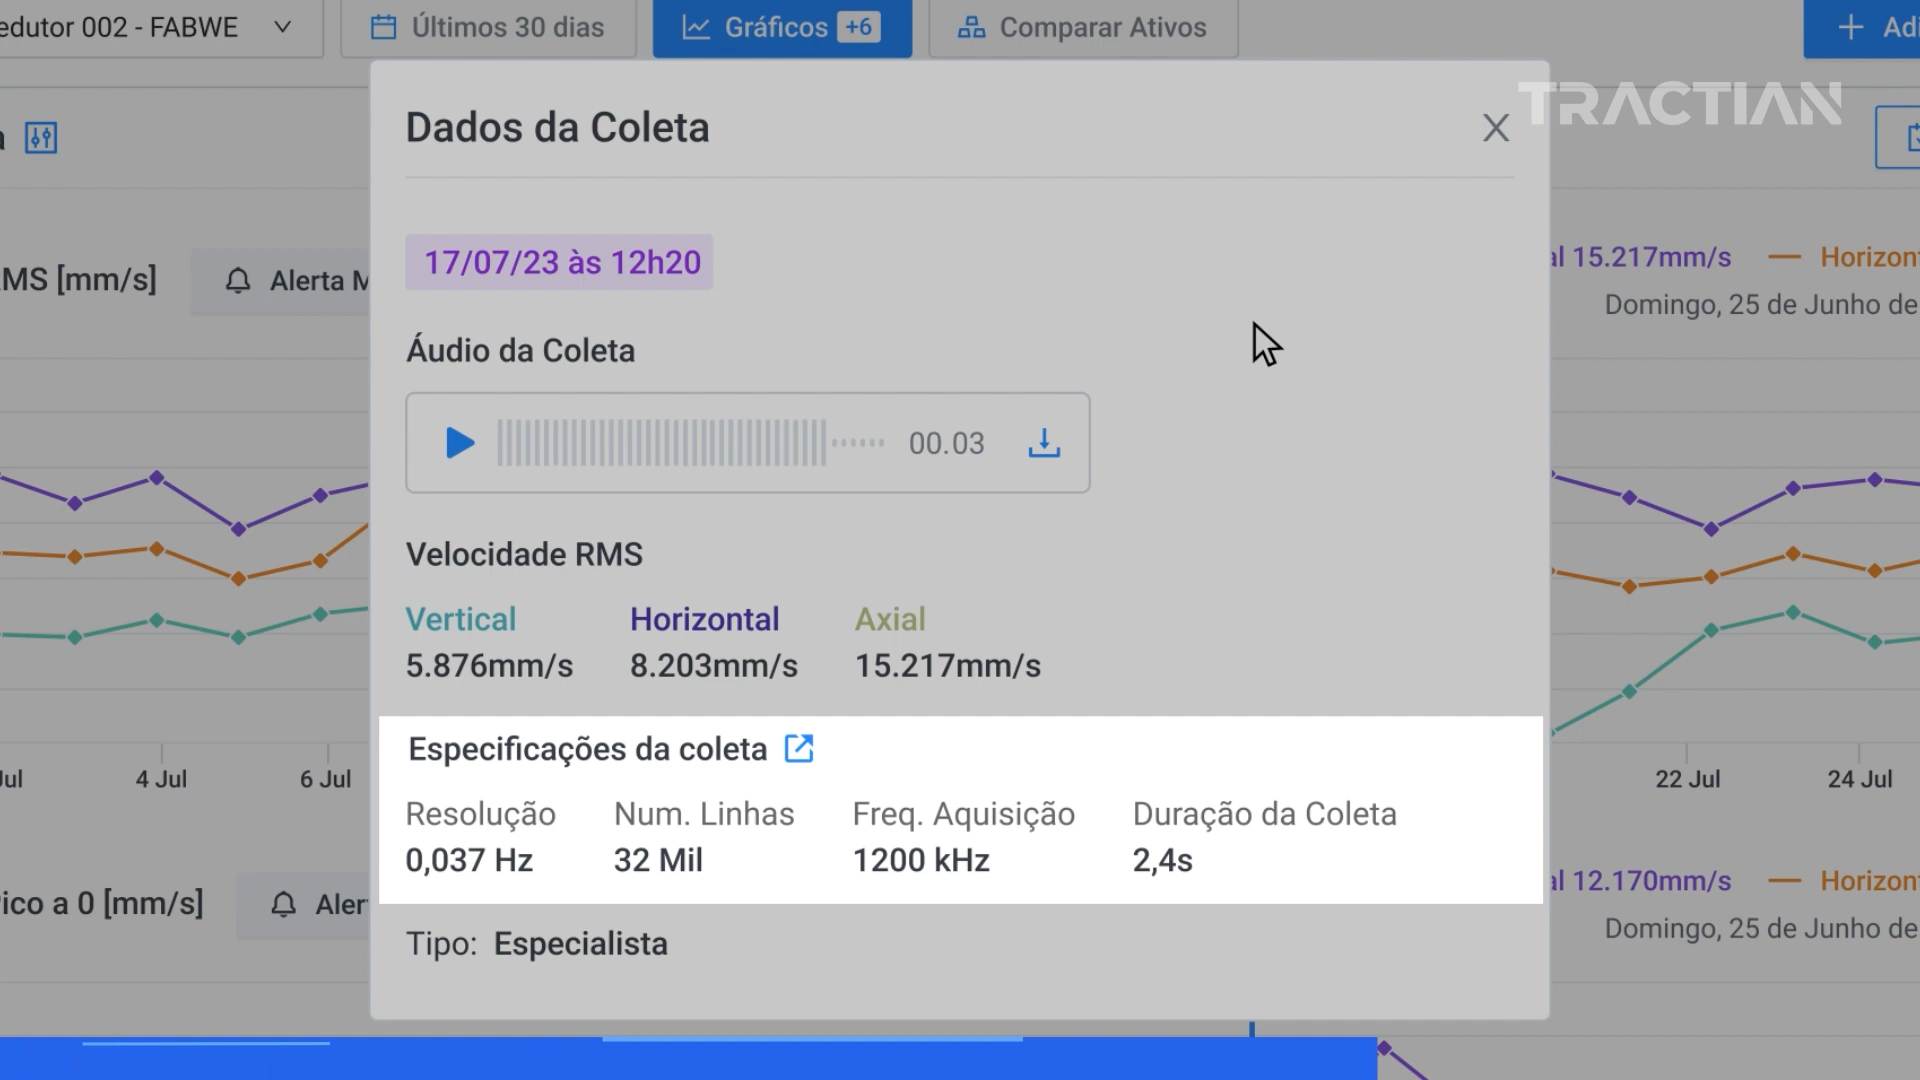 edutor 002 - FABWE
Últimos 30 dias
Gráficos +6
Comparar Ativos
Adi
TRACTIAN
Dados da Coleta
17/07/23 às 12h20
MS [mm/s]
Alerta M
al 15.217mm/s
Horizon
Domingo, 25 de Junho de
Áudio da Coleta
00.03
Velocidade RMS
Vertical Horizontal Axial
5.876mm/s 8.203mm/s 15.217mm/s
Especificações da coleta
Jul 4 Jul 6 Jul 22 Jul 24 Jul
Resolução Num. Linhas Freq. Aquisição Duração da Coleta
0,037 Hz 32 Mil 1200 kHz 2,4s
ico a 0 [mm/s]
Aler
al 12.170mm/s
Horizon
Domingo, 25 de Junho de
Tipo: Especialista